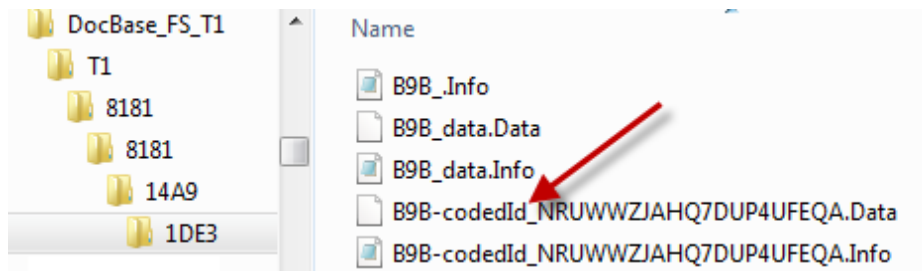 DocBase_FS_T1
T1
8181
8181
14A9
1DE3
Name
B9B_.Info
B9B_data.Data
B9B_data.Info
B9B-codedId_NRUWWZJAHQ7DUP4UFEQA.Data
B9B-codedId_NRUWWZJAHQ7DUP4UFEQA.Info